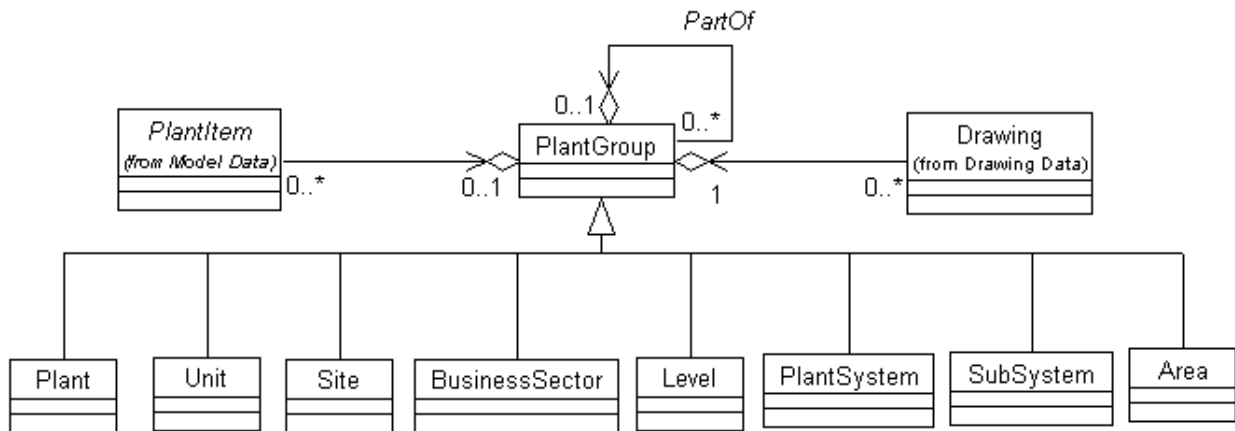 PartOf
0..1
0..*
PlantItem
(from Model Data)
0..*
0..1
PlantGroup
1
0..*
Drawing
(from Drawing Data)
Plant
Unit
Site
BusinessSector
Level
PlantSystem
SubSystem
Area